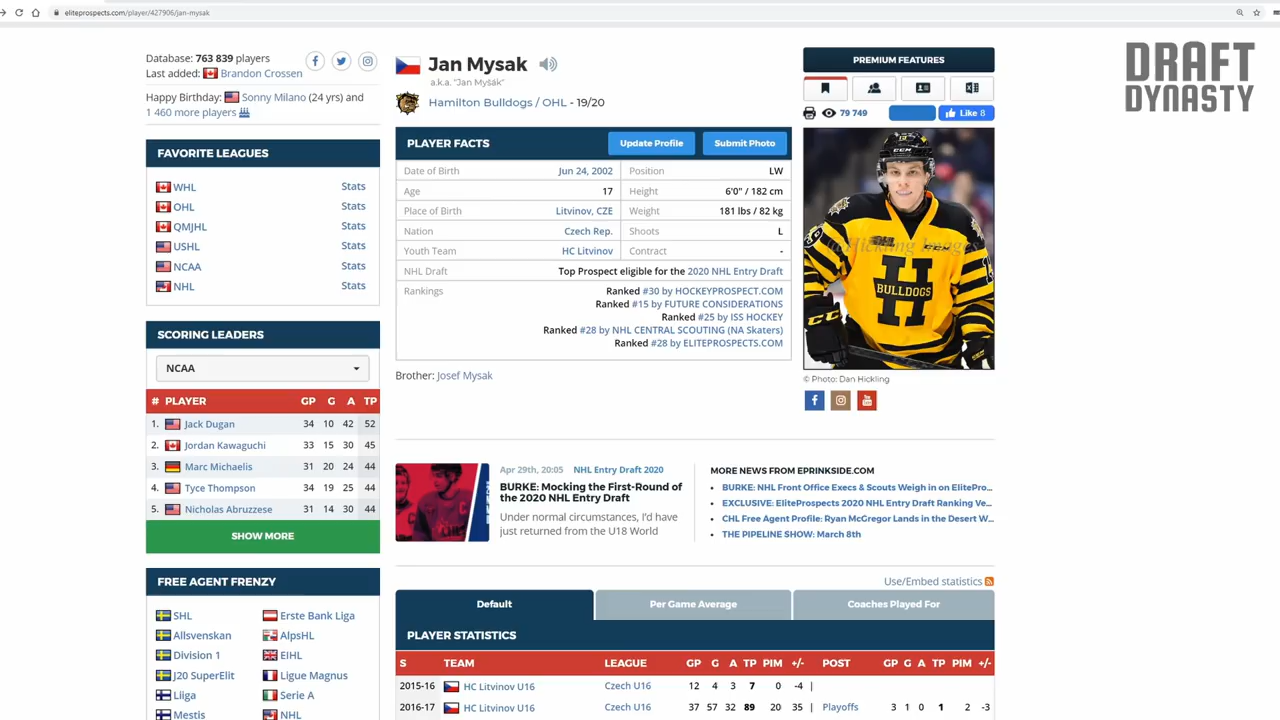 eliteprospects.com/player/427906/jan-mysak
DRAFT
DYNASTY
Database: 763 839 players
Last added: Brandon Crossen
Happy Birthday: Sonny Milano (24 yrs) and
1 460 more players
FAVORITE LEAGUES
WHL Stats
OHL Stats
QMJHL Stats
USHL Stats
NCAA Stats
NHL Stats
SCORING LEADERS
NCAA
# PLAYER GP G A TP
1. Jack Dugan 34 10 42 52
2. Jordan Kawaguchi 33 15 30 45
3. Marc Michaelis 31 20 24 44
4. Tyce Thompson 34 19 25 44
5. Nicholas Abruzzese 31 14 30 44
SHOW MORE
FREE AGENT FRENZY
SHL Erste Bank Liga
Allsvenskan AlpsHL
Division 1 EIHL
J20 SuperElit Ligue Magnus
Liiga Serie A
Mestis NHL
Jan Mysak
a.k.a. "Jan Myšák"
Hamilton Bulldogs / OHL - 19/20
PLAYER FACTS Update Profile Submit Photo
Date of Birth Jun 24, 2002 Position LW
Age 17 Height 6'0" / 182 cm
Place of Birth Litvinov, CZE Weight 181 lbs / 82 kg
Nation Czech Rep. Shoots L
Youth Team HC Litvinov Contract -
NHL Draft Top Prospect eligible for the 2020 NHL Entry Draft
Rankings Ranked #30 by HOCKEYPROSPECT.COM
Ranked #15 by FUTURE CONSIDERATIONS
Ranked #25 by ISS HOCKEY
Ranked #28 by NHL CENTRAL SCOUTING (NA Skaters)
Ranked #28 by ELITEPROSPECTS.COM
Brother: Josef Mysak
PREMIUM FEATURES
79 749 Like 8
CCM
@Hickling Images
H
BULLDOGS
© Photo: Dan Hickling
Apr 29th, 20:05 NHL Entry Draft 2020
BURKE: Mocking the First-Round of
the 2020 NHL Entry Draft
Under normal circumstances, I'd have
just returned from the U18 World
MORE NEWS FROM EPRINKSIDE.COM
BURKE: NHL Front Office Execs & Scouts Weigh in on ElitePro...
EXCLUSIVE: EliteProspects 2020 NHL Entry Draft Ranking Ve...
CHL Free Agent Profile: Ryan McGregor Lands in the Desert W...
THE PIPELINE SHOW: March 8th
Use/Embed statistics
Default Per Game Average Coaches Played For
PLAYER STATISTICS
S TEAM LEAGUE GP G A TP PIM +/- POST GP G A TP PIM +/-
2015-16 HC Litvinov U16 Czech U16 12 4 3 7 0 -4 |
2016-17 HC Litvinov U16 Czech U16 37 57 32 89 20 35 | Playoffs 3 1 0 1 2 -3